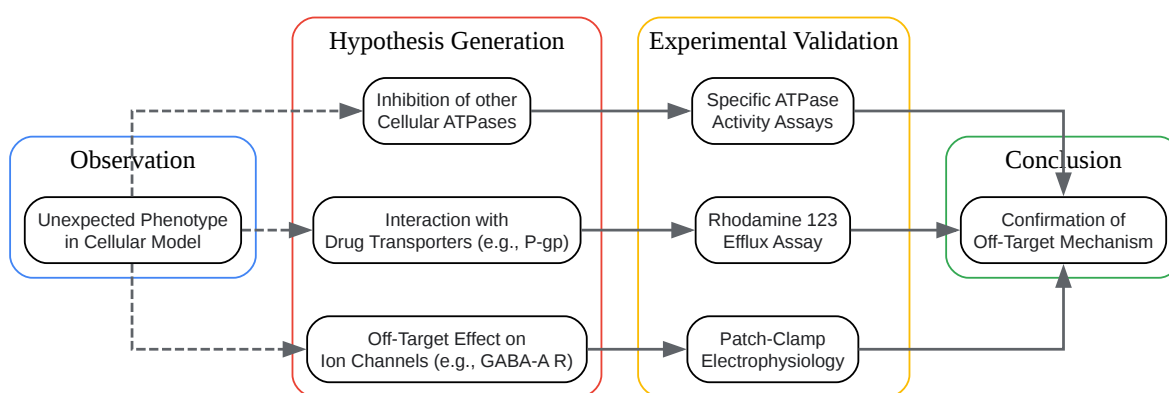 Hypothesis Generation
Experimental Validation
Inhibition of other
Cellular ATPases
Specific ATPase
Activity Assays
Observation
Conclusion
Unexpected Phenotype
in Cellular Model
Interaction with
Drug Transporters (e.g., P-gp)
Rhodamine 123
Efflux Assay
Confirmation of
Off-Target Mechanism
Off-Target Effect on
Ion Channels (e.g., GABA-A R)
Patch-Clamp
Electrophysiology